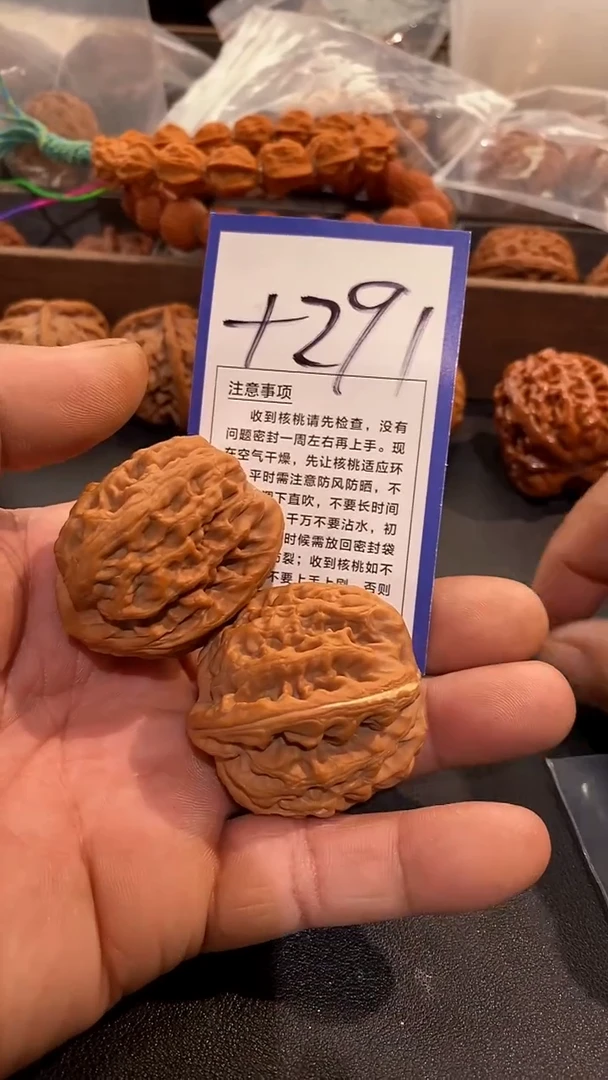 +291
注意事项
收到核桃请先检查，没有
问题密封一周左右再上手。现
在空气干燥，先让核桃适应环
平时需注意防风防晒，不
下直吹，不要长时间
千万不要沾水，初
时候需放回密封袋
裂；收到核桃如不
不要上手上刷，否则